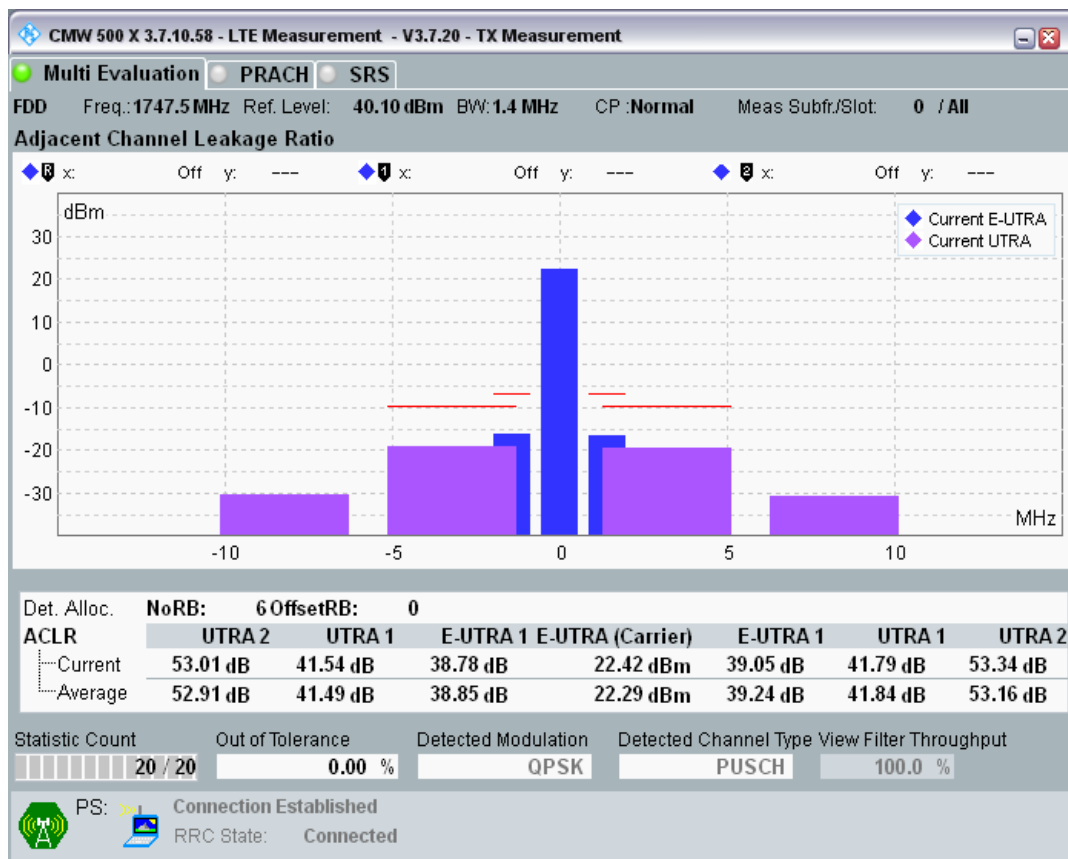 CMW 500 X 3.7.10.58 - LTE Measurement - V3.7.20 - TX Measurement
Multi Evaluation PRACH SRS
FDD Freq.: 1747.5 MHz Ref. Level: 40.10 dBm BW: 1.4 MHz CP :Normal Meas Subfr./Slot: 0 / All
Adjacent Channel Leakage Ratio
R x: Off y: --- 1 x: Off y: --- 2 x: Off y: ---
dBm
Current E-UTRA
Current UTRA
30
20
10
0
-10
-20
-30
MHz
-10 -5 0 5 10
Det. Alloc. NoRB: 6 OffsetRB: 0
ACLR UTRA 2 UTRA 1 E-UTRA 1 E-UTRA (Carrier) E-UTRA 1 UTRA 1 UTRA 2
Current 53.01 dB 41.54 dB 38.78 dB 22.42 dBm 39.05 dB 41.79 dB 53.34 dB
Average 52.91 dB 41.49 dB 38.85 dB 22.29 dBm 39.24 dB 41.84 dB 53.16 dB
Statistic Count Out of Tolerance Detected Modulation Detected Channel Type View Filter Throughput
20 / 20 0.00 % QPSK PUSCH 100.0 %
PS: Connection Established
RRC State: Connected